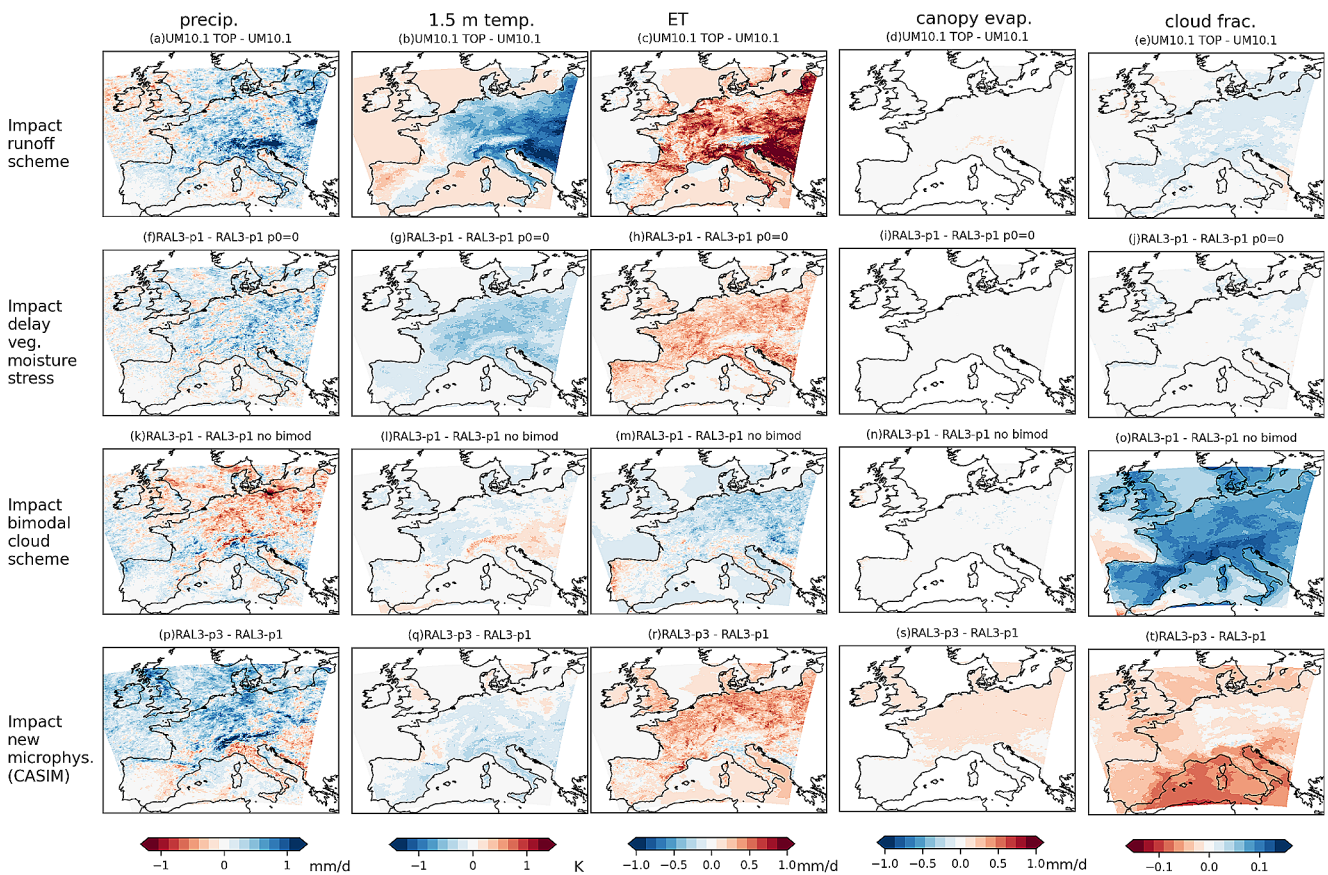 precip.
1.5 m temp.
ET
canopy evap.
cloud frac.
(a)UM10.1 TOP - UM10.1
(b)UM10.1 TOP - UM10.1
(c)UM10.1 TOP - UM10.1
(d)UM10.1 TOP - UM10.1
(e)UM10.1 TOP - UM10.1
Impact
runoff
scheme
(f)RAL3-p1 - RAL3-p1 p0=0
(g)RAL3-p1 - RAL3-p1 p0=0
(h)RAL3-p1 - RAL3-p1 p0=0
(i)RAL3-p1 - RAL3-p1 p0=0
(j)RAL3-p1 - RAL3-p1 p0=0
Impact
delay
veg.
moisture
stress
(k)RAL3-p1 - RAL3-p1 no bimod
(l)RAL3-p1 - RAL3-p1 no bimod
(m)RAL3-p1 - RAL3-p1 no bimod
(n)RAL3-p1 - RAL3-p1 no bimod
(o)RAL3-p1 - RAL3-p1 no bimod
Impact
bimodal
cloud
scheme
(p)RAL3-p3 - RAL3-p1
(q)RAL3-p3 - RAL3-p1
(r)RAL3-p3 - RAL3-p1
(s)RAL3-p3 - RAL3-p1
(t)RAL3-p3 - RAL3-p1
Impact
new
microphys.
(CASIM)
−1 0 1 mm/d
−1 0 1 K
−1.0 −0.5 0.0 0.5 1.0 mm/d
−1.0 −0.5 0.0 0.5 1.0 mm/d
−0.1 0.0 0.1